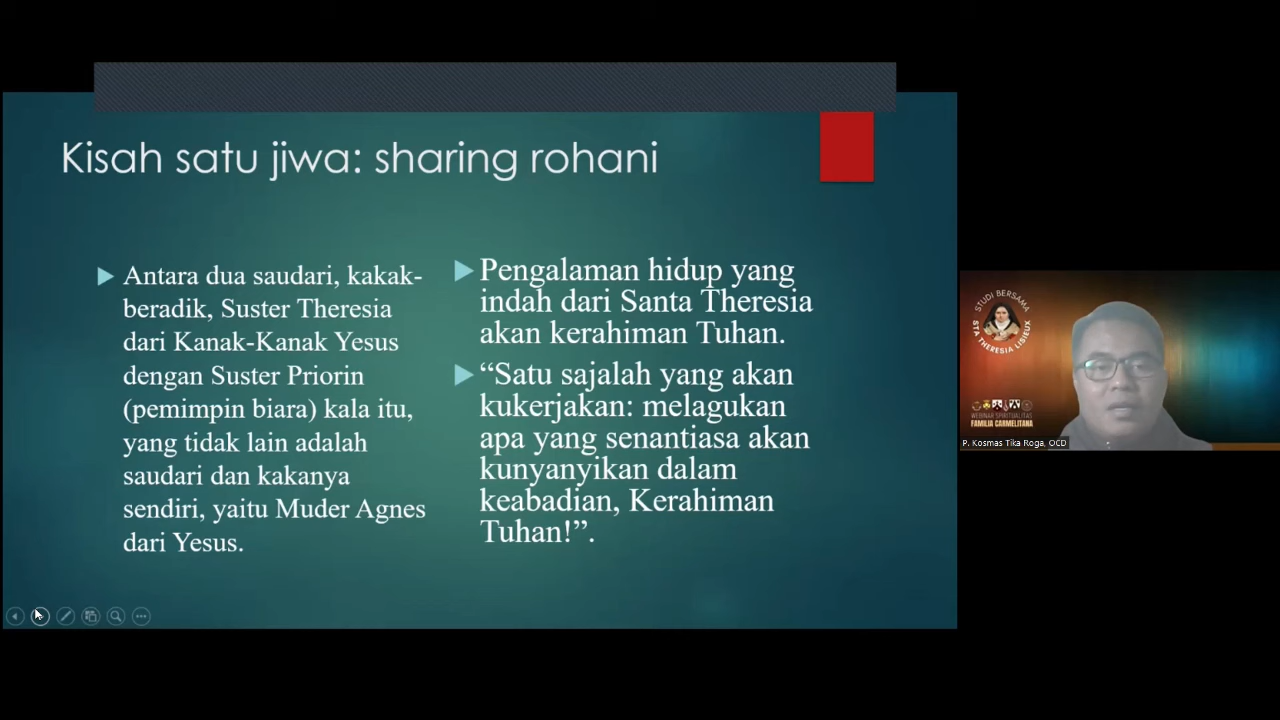 Kisah satu jiwa: sharing rohani
Antara dua saudari, kakak-
beradik, Suster Theresia
dari Kanak-Kanak Yesus
dengan Suster Priorin
(pemimpin biara) kala itu,
yang tidak lain adalah
saudari dan kakanya
sendiri, yaitu Muder Agnes
dari Yesus.
Pengalaman hidup yang
indah dari Santa Theresia
akan kerahiman Tuhan.
“Satu sajalah yang akan
kukerjakan: melagukan
apa yang senantiasa akan
kunyanyikan dalam
keabadian, Kerahiman
Tuhan!”.
STUDI BERSAMA
STA THERESIA LISIEUX
WEBINAR SPIRITUALITAS
FAMILIA CARMELITANA
P. Kosmas Tika Roga, OCD